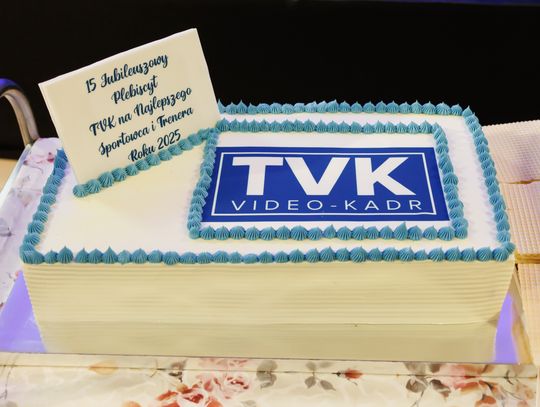 15 Jubileuszowy
Plebiscyt
TVK na Najlepszego
Sportowca i Trenera
Roku 2025
TVK
VIDEO-KADR